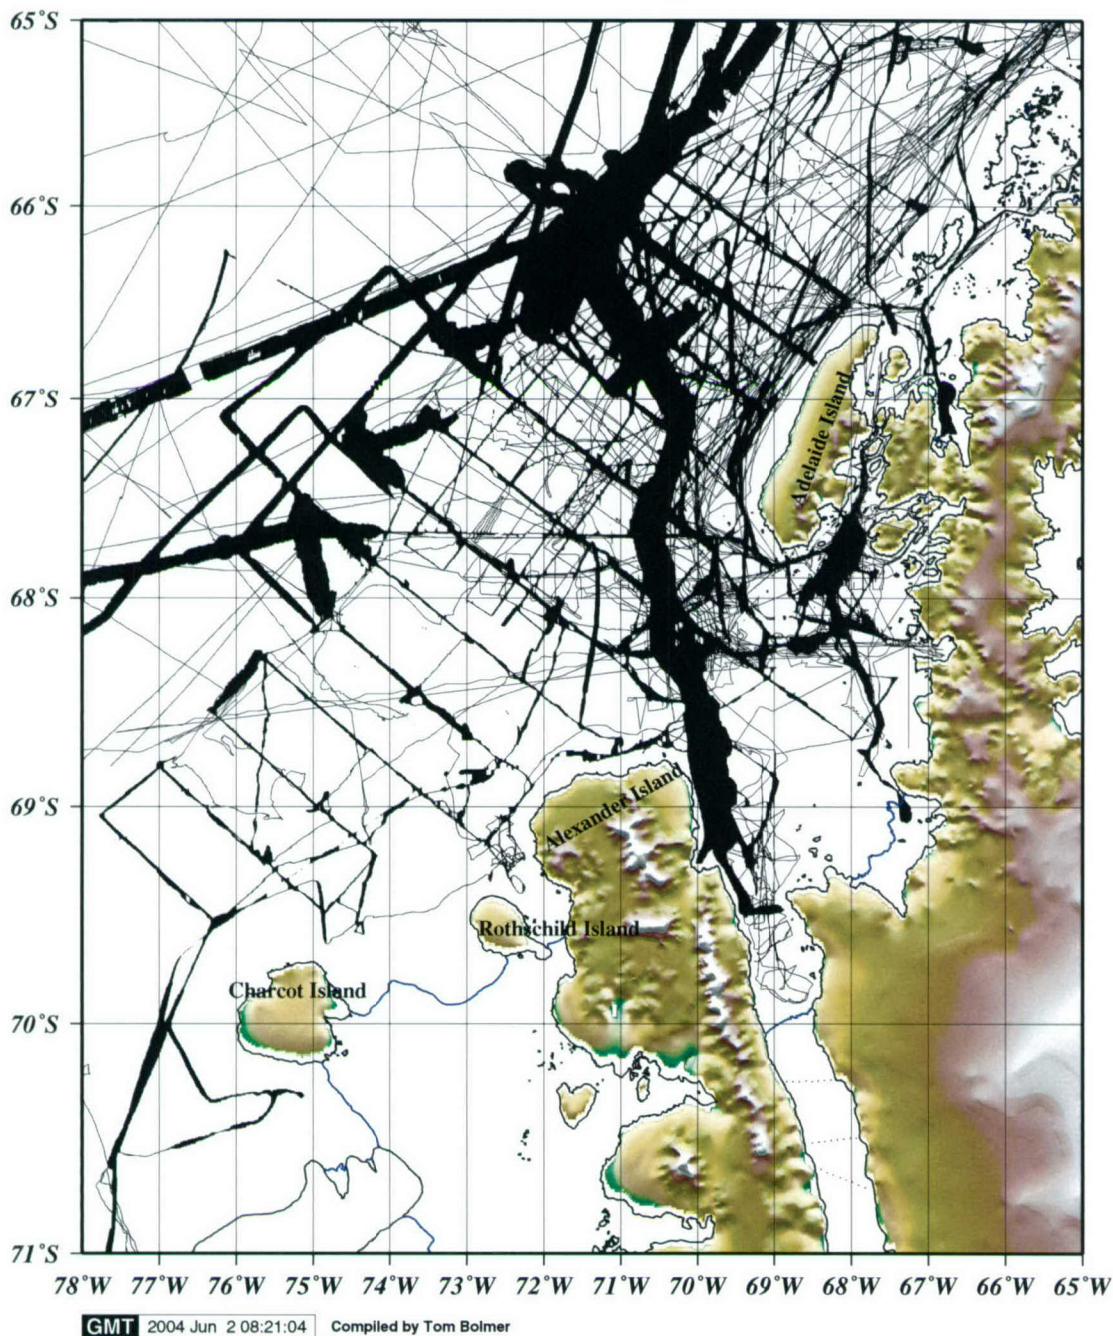 65°S
66°S
67°S
68°S
69°S
70°S
71°S
Adelaide Island
Alexander Island
Rothschild Island
Charcot Island
78°W 77°W 76°W 75°W 74°W 73°W 72°W 71°W 70°W 69°W 68°W 67°W 66°W 65°W
GMT 2004 Jun 2 08:21:04 Compiled by Tom Bolmer